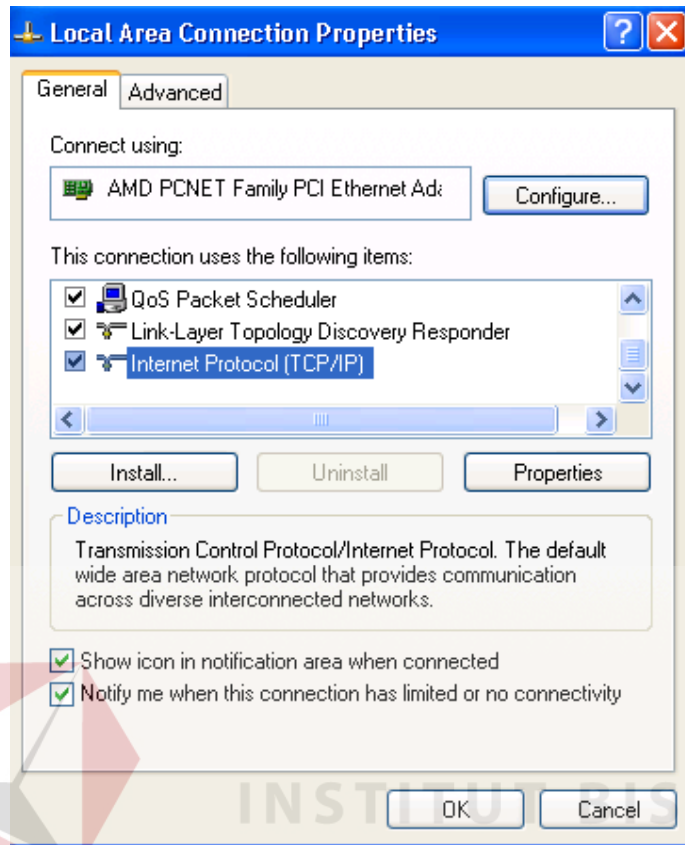 Local Area Connection Properties
General
Advanced
Connect using:
AMD PCNET Family PCI Ethernet Ada
Configure...
This connection uses the following items:
QoS Packet Scheduler
Link-Layer Topology Discovery Responder
Internet Protocol (TCP/IP)
Install...
Uninstall
Properties
Description
Transmission Control Protocol/Internet Protocol. The default
wide area network protocol that provides communication
across diverse interconnected networks.
Show icon in notification area when connected
Notify me when this connection has limited or no connectivity
INSTITUT BIS
OK
Cancel